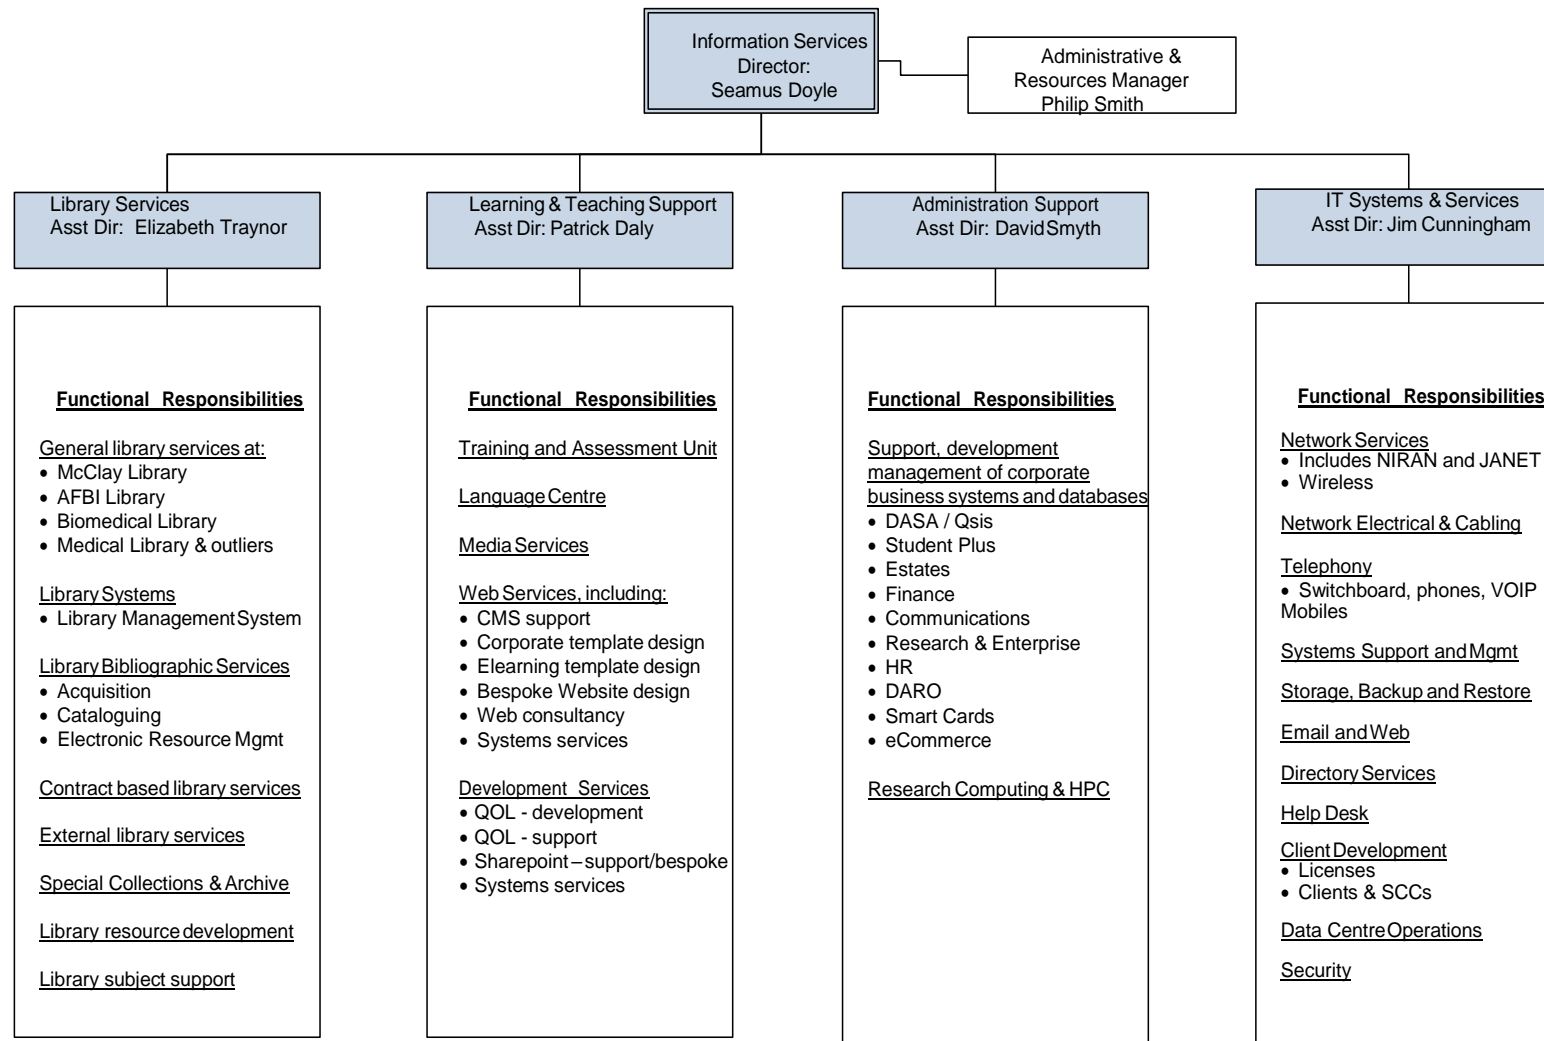 Information Services
Director:
Seamus Doyle
Administrative &
Resources Manager
Philip Smith
Library Services
Asst Dir: Elizabeth Traynor
Learning & Teaching Support
Asst Dir: Patrick Daly
Administration Support
Asst Dir: DavidSmyth
IT Systems & Services
Asst Dir: Jim Cunningham
Functional Responsibilities
General library services at:
• McClay Library
• AFBI Library
• Biomedical Library
• Medical Library & outliers
Library Systems
• Library Management System
Library Bibliographic Services
• Acquisition
• Cataloguing
• Electronic Resource Mgmt
Contract based library services
External library services
Special Collections & Archive
Library resource development
Library subject support
Functional Responsibilities
Training and Assessment Unit
Language Centre
Media Services
Web Services, including:
• CMS support
• Corporate template design
• Elearning template design
• Bespoke Website design
• Web consultancy
• Systems services
Development Services
• QOL - development
• QOL - support
• Sharepoint – support/bespoke
• Systems services
Functional Responsibilities
Support, development
management of corporate
business systems and databases
• DASA / Qsis
• Student Plus
• Estates
• Finance
• Communications
• Research & Enterprise
• HR
• DARO
• Smart Cards
• eCommerce
Research Computing & HPC
Functional Responsibilities
Network Services
• Includes NIRAN and JANET
• Wireless
Network Electrical & Cabling
Telephony
• Switchboard, phones, VOIP
Mobiles
Systems Support and Mgmt
Storage, Backup and Restore
Email and Web
Directory Services
Help Desk
Client Development
• Licenses
• Clients & SCCs
Data Centre Operations
Security